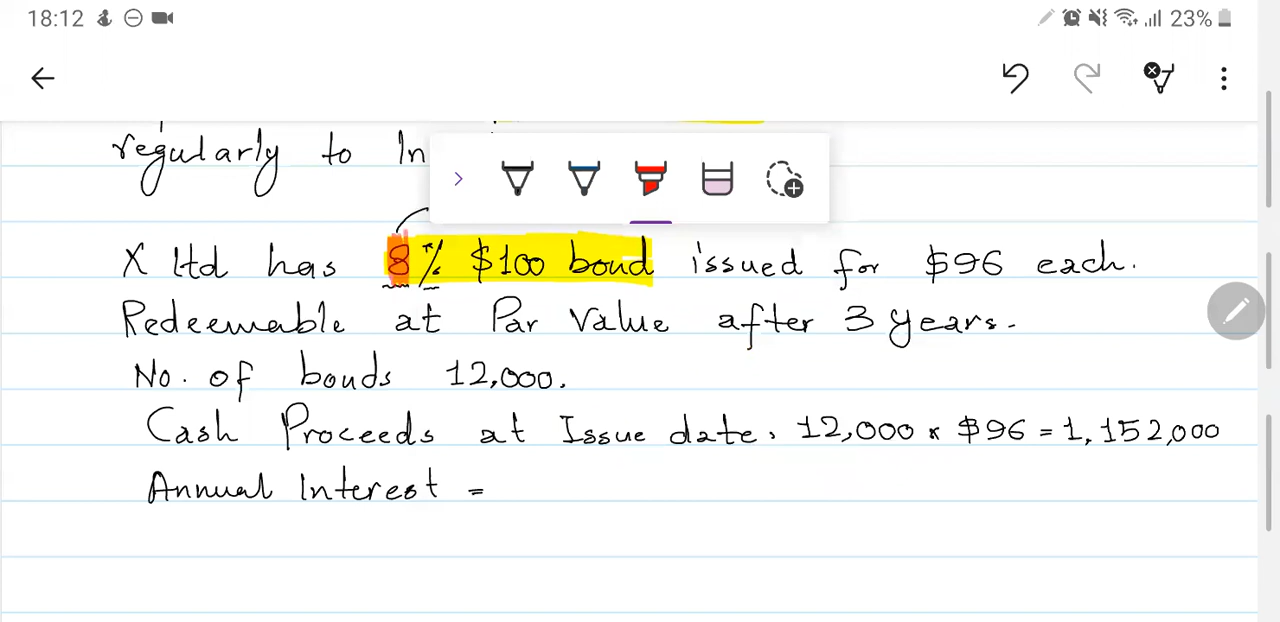 18:12 23%
regularly to In
X ltd has 8% $100 bond issued for $96 each.
Redeemable at Par Value after 3 years.
No. of bonds 12,000.
Cash Proceeds at Issue date, 12,000 x $96 = 1,152,000
Annual Interest =